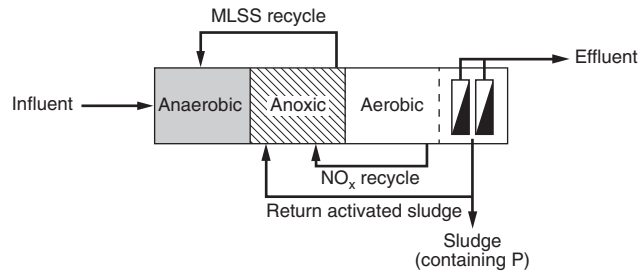 MLSS recycle
Effluent
Influent
Anaerobic
Anoxic
Aerobic
NOx recycle
Return activated sludge
Sludge
(containing P)